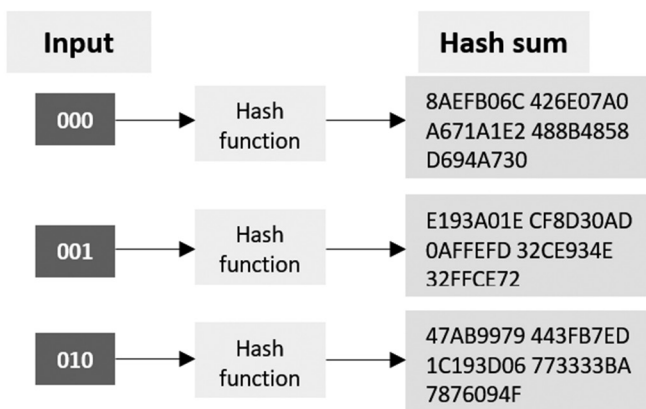 Input
Hash sum
000
Hash
function
8AEFB06C 426E07A0
A671A1E2 488B4858
D694A730
001
Hash
function
E193A01E CF8D30AD
0AFFEFD 32CE934E
32FFCE72
010
Hash
function
47AB9979 443FB7ED
1C193D06 773333BA
7876094F